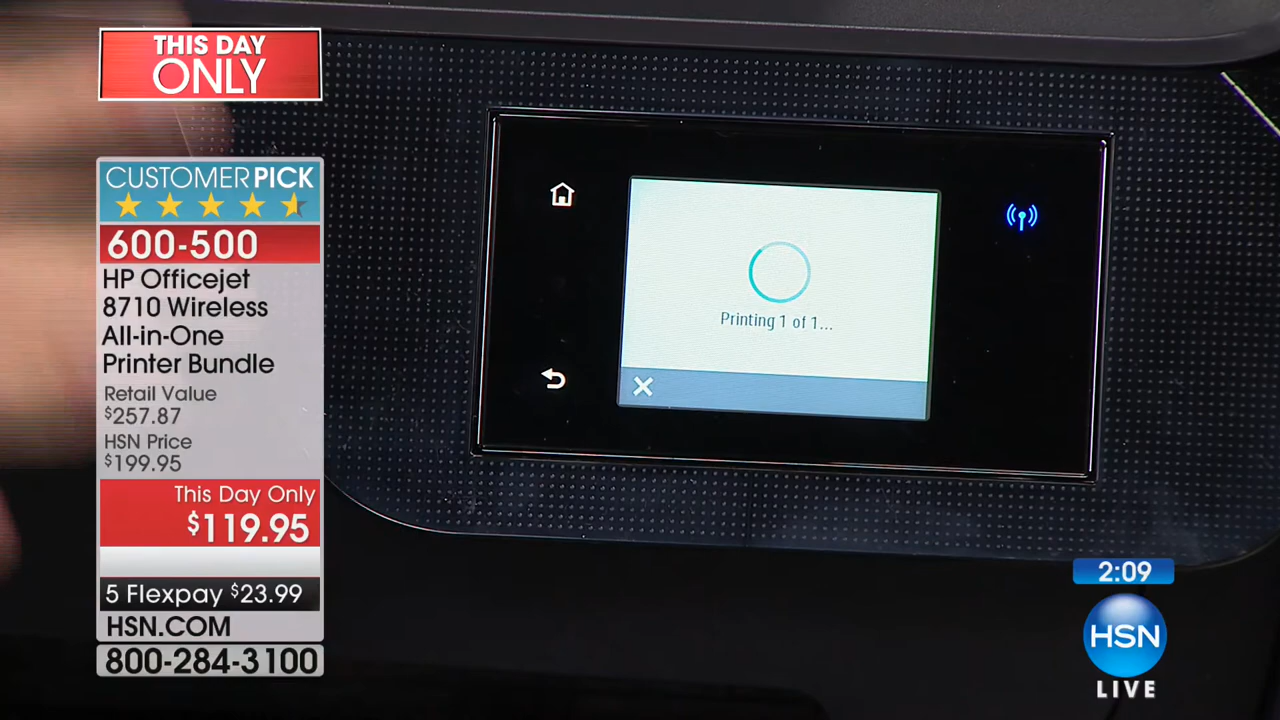 THIS DAY
ONLY
CUSTOMER PICK
600-500
HP Officejet
8710 Wireless
All-in-One
Printer Bundle
Retail Value
$257.87
HSN Price
$199.95
This Day Only
$119.95
5 Flexpay $23.99
HSN.COM
800-284-3100
Printing 1 of 1...
2:09
HSN
LIVE